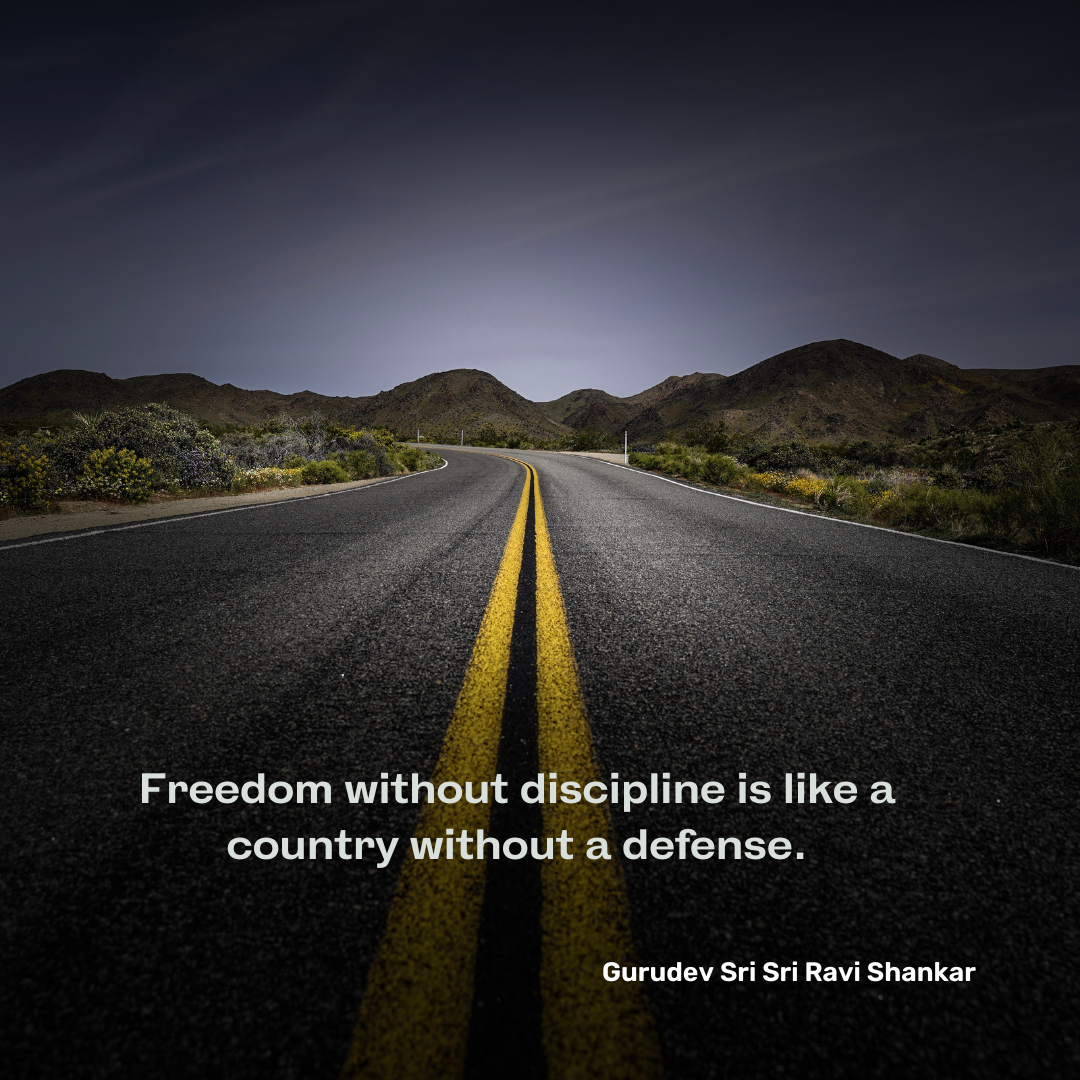 Freedom without discipline is like a
country without a defense.
Gurudev Sri Sri Ravi Shankar